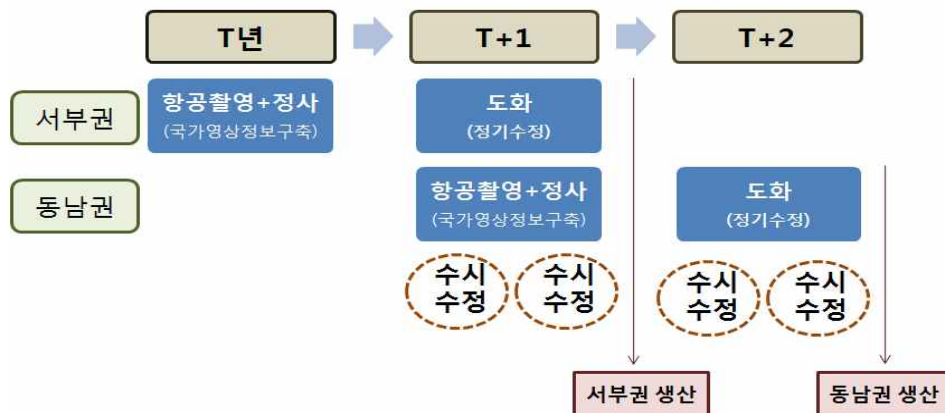 T년
T+1
T+2
서부권
항공촬영+정사
(국가영상정보구축)
도화
(정기수정)
동남권
항공촬영+정사
(국가영상정보구축)
도화
(정기수정)
수시
수정
수시
수정
수시
수정
수시
수정
서부권 생산
동남권 생산